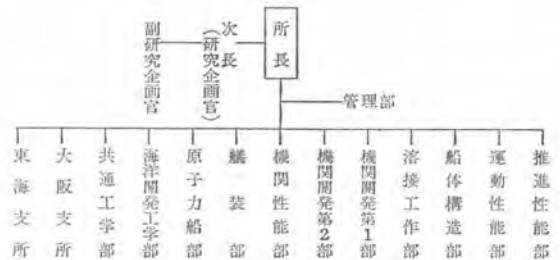 所長
次長
(研究企画官)
副研究企画官
管理部
推進性能部
運動性能部
船体構造部
溶接工作部
機関開発第1部
機関開発第2部
機関性能部
艤装部
原子力船部
海洋開発工学部
共通工学部
大阪支所
東海支所